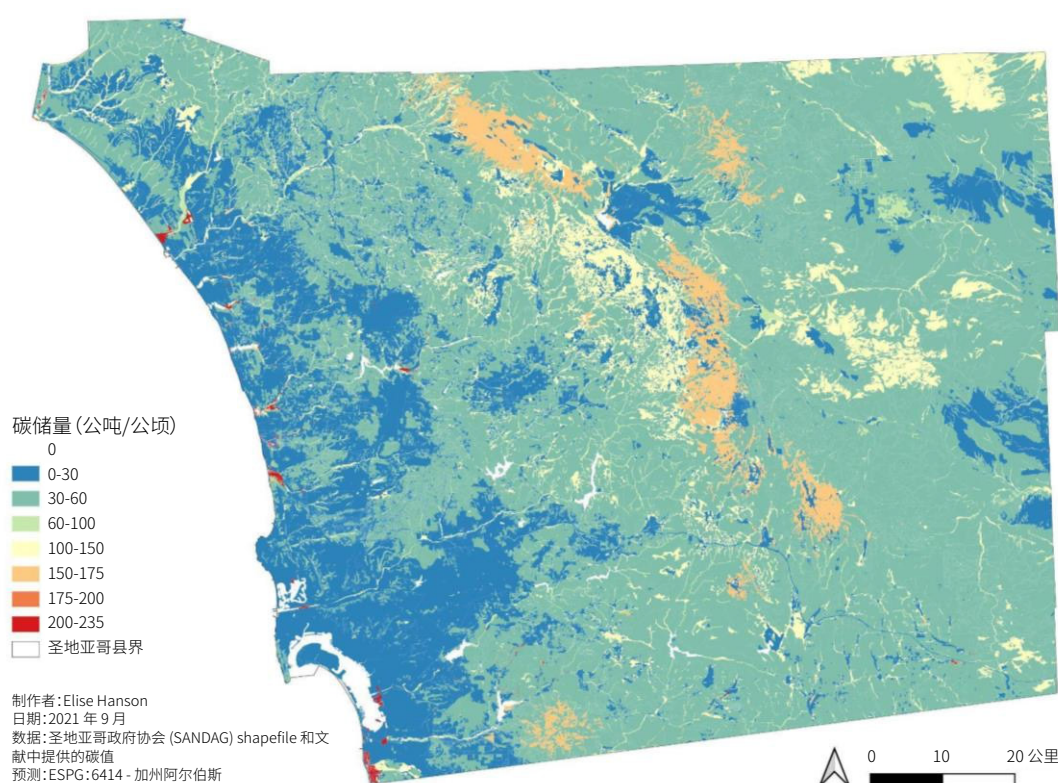 碳储量（公吨/公顷）
0
0-30
30-60
60-100
100-150
150-175
175-200
200-235
圣地亚哥县界
制作者：Elise Hanson
日期：2021 年 9 月
数据：圣地亚哥政府协会 (SANDAG) shapefile 和文
献中提供的碳值
预测：ESPG：6414 - 加州阿尔伯斯
0 10 20 公里